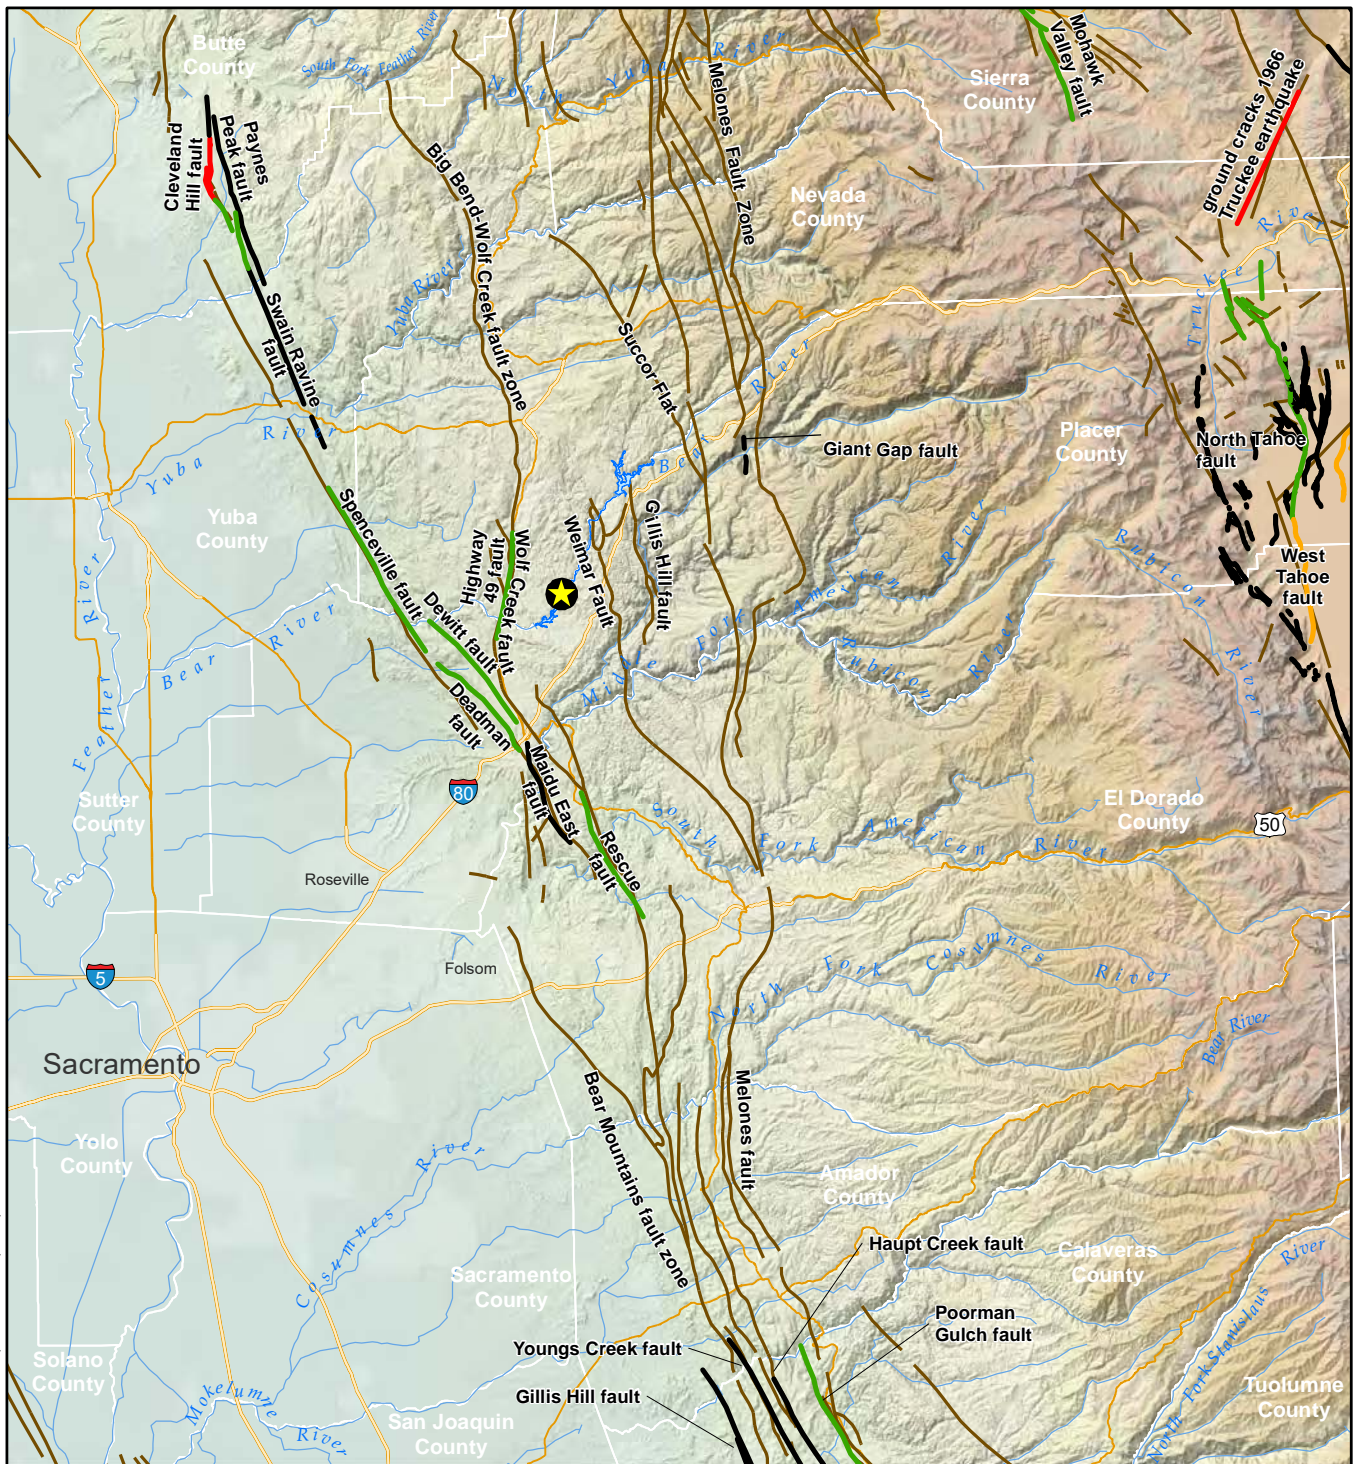 Butte
County
South Fork Feather River
North Yuba River
Mohawk
Valley fault
Sierra
County
ground cracks 1966
Truckee earthquake
Melones Fault Zone
Cleveland
Hill fault
Paynes
Peak fault
Big Bend-Wolf Creek fault zone
Nevada
County
River
Truckee
Yuba River
Swain Ravine
fault
Succor Flat
Bear River
River
Yuba
Giant Gap fault
Placer
County
North Tahoe
fault
Yuba
County
Spenceville fault
Highway
49 fault
Wolf Creek fault
Weimar Fault
Gillis Hill fault
Rubicon
River
West
Tahoe
fault
Feather River
Bear River
Dewitt fault
Deadman
fault
Middle Fork American River
Rubicon River
Sutter
County
80
Maidu East
fault
Rescue
fault
South Fork American River
El Dorado
County
50
Roseville
Folsom
5
North Fork Cosumnes River
Bear River
Sacramento
Yolo
County
Cosumnes River
Bear Mountains fault zone
Melones fault
Amador
County
Haupt Creek fault
Calaveras
County
Sacramento
County
Poorman
Gulch fault
Youngs Creek fault
Gillis Hill fault
Solano
County
Mokelumne
River
San Joaquin
County
North Fork Stanislaus River
Tuolumne
County